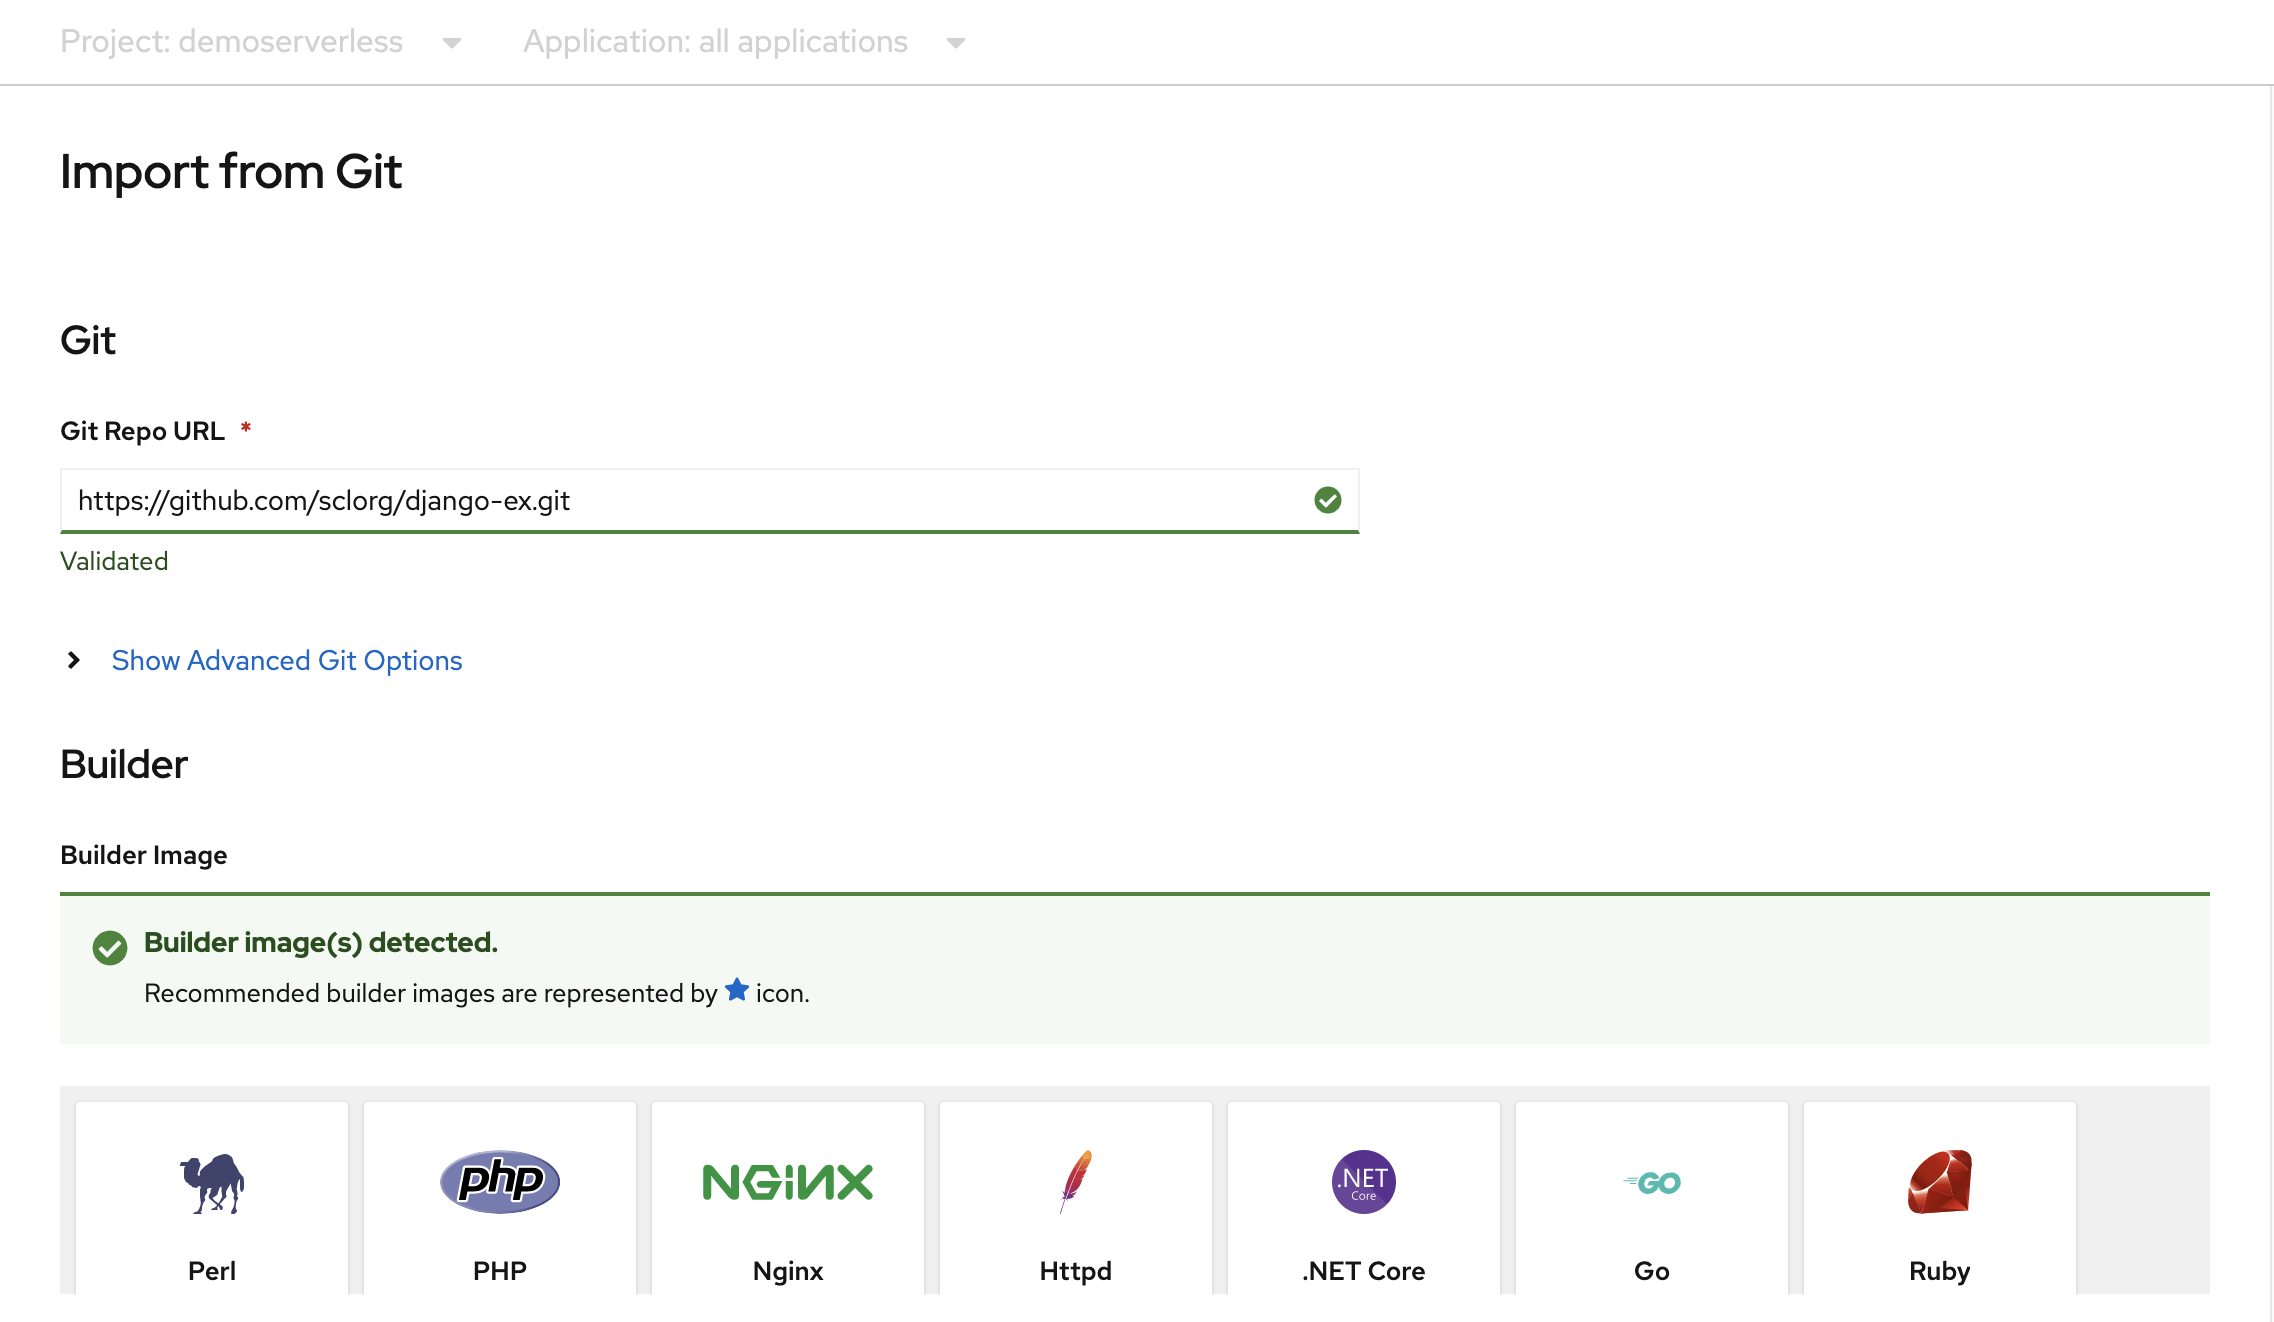 Project: demoserverless Application: all applications
Import from Git
Git
Git Repo URL *
https://github.com/sclorg/django-ex.git
Validated
Show Advanced Git Options
Builder
Builder Image
Builder image(s) detected.
Recommended builder images are represented by icon.
php NGINX .NET Core GO
Perl PHP Nginx Httpd .NET Core Go Ruby